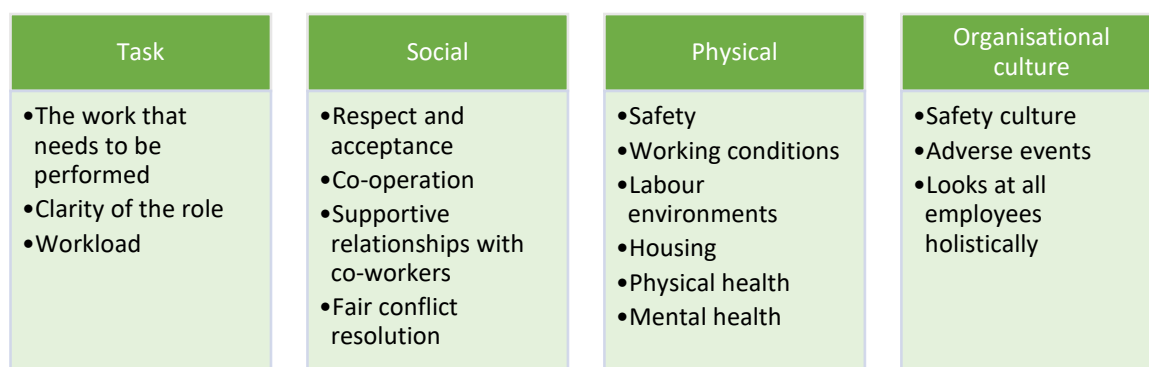 Task
•The work that
needs to be
performed
•Clarity of the role
•Workload
Social
•Respect and
acceptance
•Co-operation
•Supportive
relationships with
co-workers
•Fair conflict
resolution
Physical
•Safety
•Working conditions
•Labour
environments
•Housing
•Physical health
•Mental health
Organisational
culture
•Safety culture
•Adverse events
•Looks at all
employees
holistically